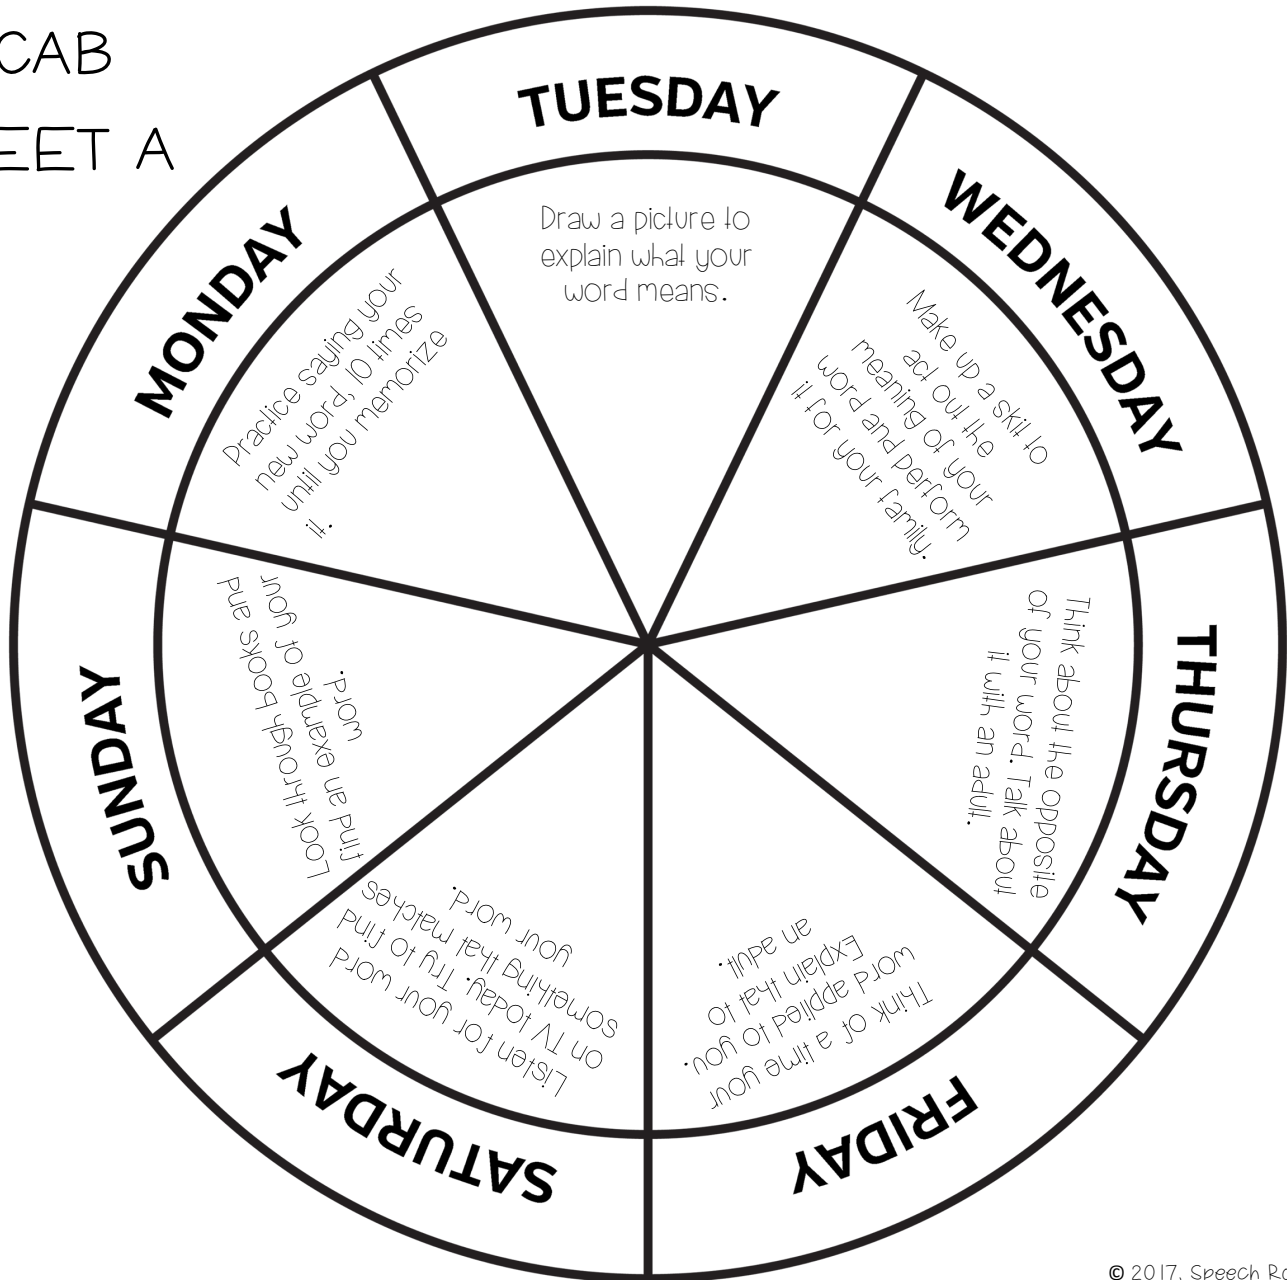 CAB
EET A
MONDAY
Practice saying your
new word, 10 times
until you memorize
it.
TUESDAY
Draw a picture to
explain what your
word means.
WEDNESDAY
Make up a skit to
act out the
meaning of your
word and perform
it for your family.
THURSDAY
Think about the opposite
of your word. Talk about
it with an adult.
FRIDAY
Think of a time your
word applied to you.
Explain that to
an adult.
SATURDAY
Listen for your word
on TV today. Try to find
something that matches
your word.
SUNDAY
Look through books and
find an example of your
word.
© 2017, Speech Ro